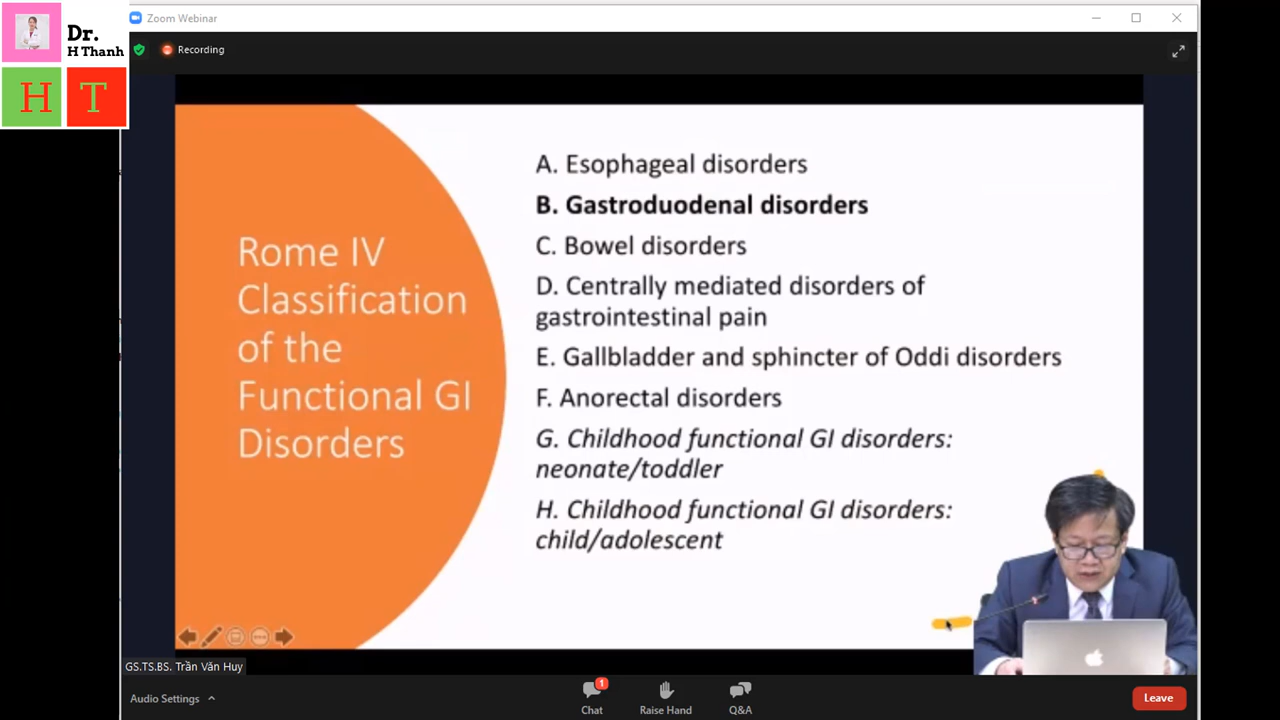 Zoom Webinar
Dr.
H Thanh
H T
Recording
A. Esophageal disorders
B. Gastroduodenal disorders
C. Bowel disorders
D. Centrally mediated disorders of
gastrointestinal pain
E. Gallbladder and sphincter of Oddi disorders
F. Anorectal disorders
G. Childhood functional GI disorders:
neonate/toddler
H. Childhood functional GI disorders:
child/adolescent
Rome IV
Classification
of the
Functional GI
Disorders
GS.TS.BS. Trần Văn Huy
Audio Settings
1
Chat
Raise Hand
Q&A
Leave